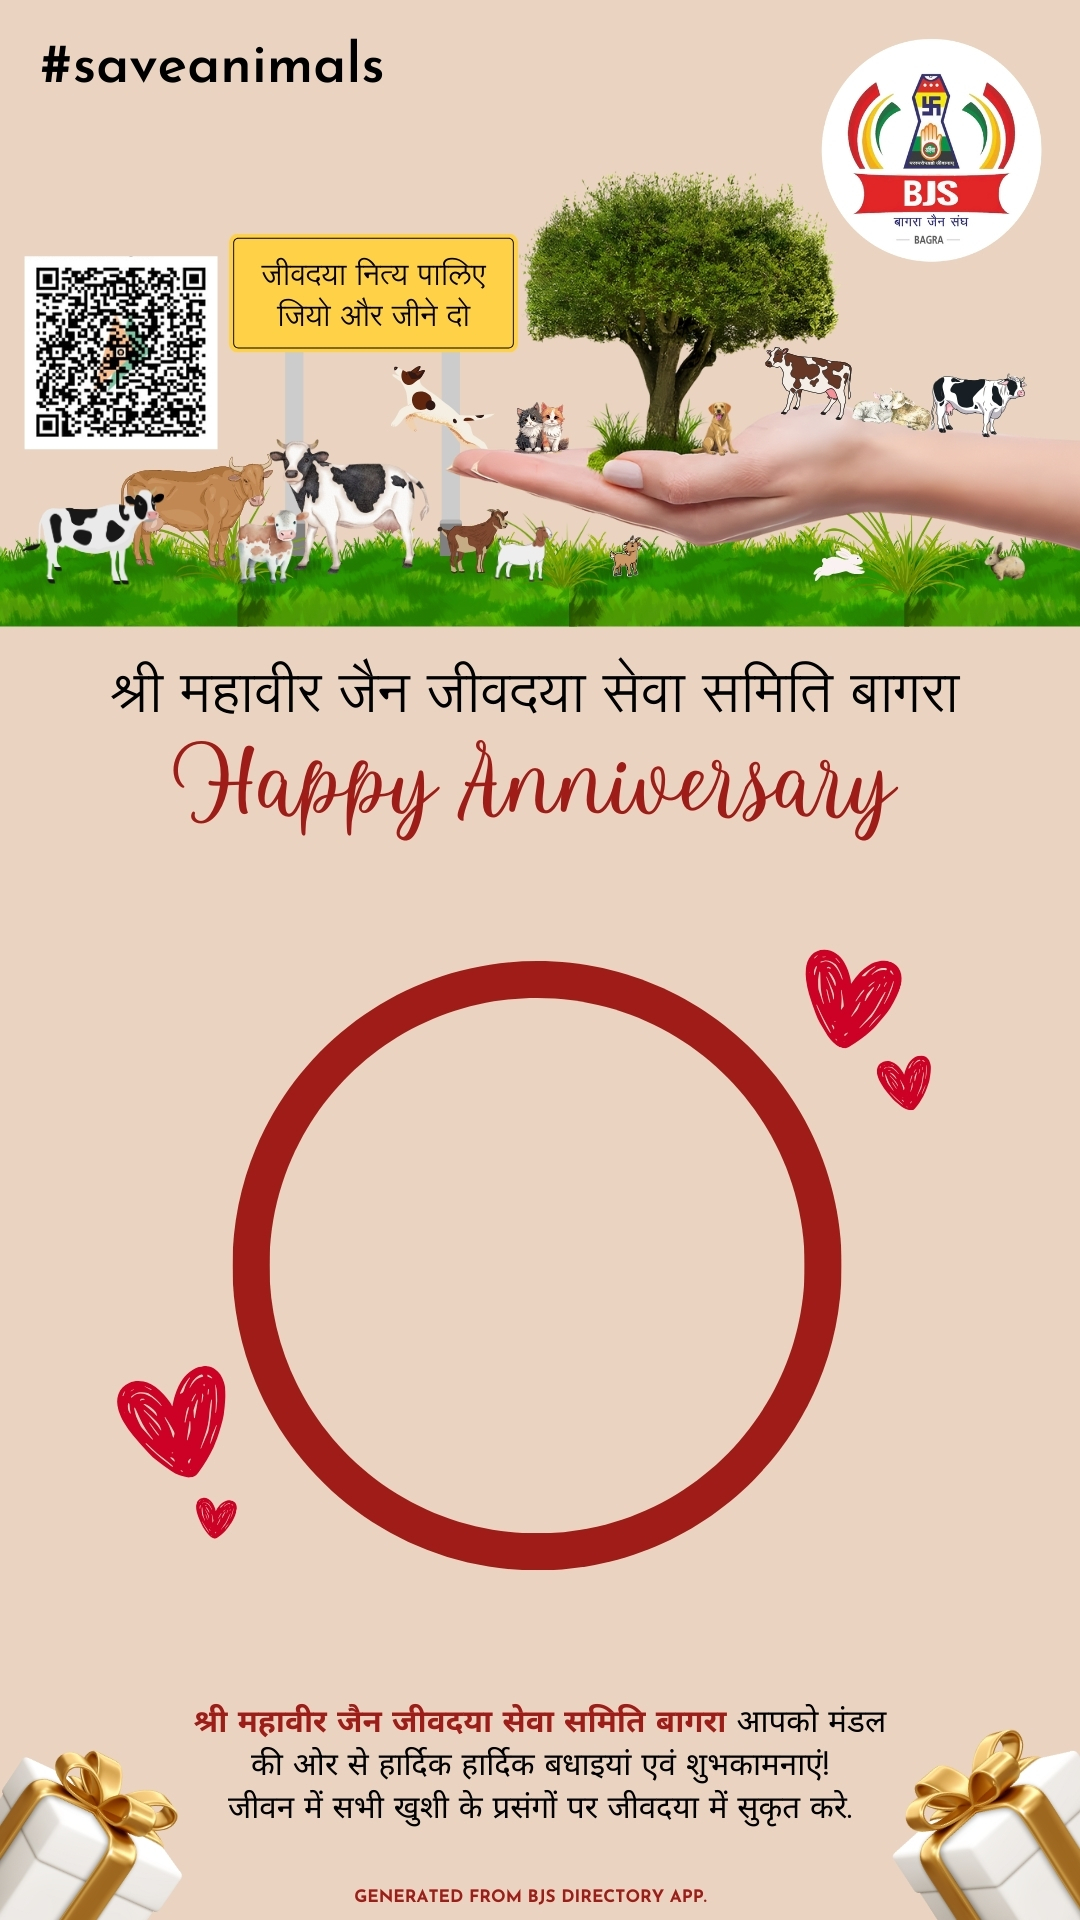 #saveanimals
BJS
बागरा जैन संघ
BAGRA
जीवदया नित्य पालिए
जियो और जीने दो
श्री महावीर जैन जीवदया सेवा समिति बागरा
Happy Anniversary
श्री महावीर जैन जीवदया सेवा समिति बागरा आपको मंडल
की ओर से हार्दिक हार्दिक बधाइयां एवं शुभकामनाएं!
जीवन में सभी खुशी के प्रसंगों पर जीवदया में सुकृत करे.
GENERATED FROM BJS DIRECTORY APP.